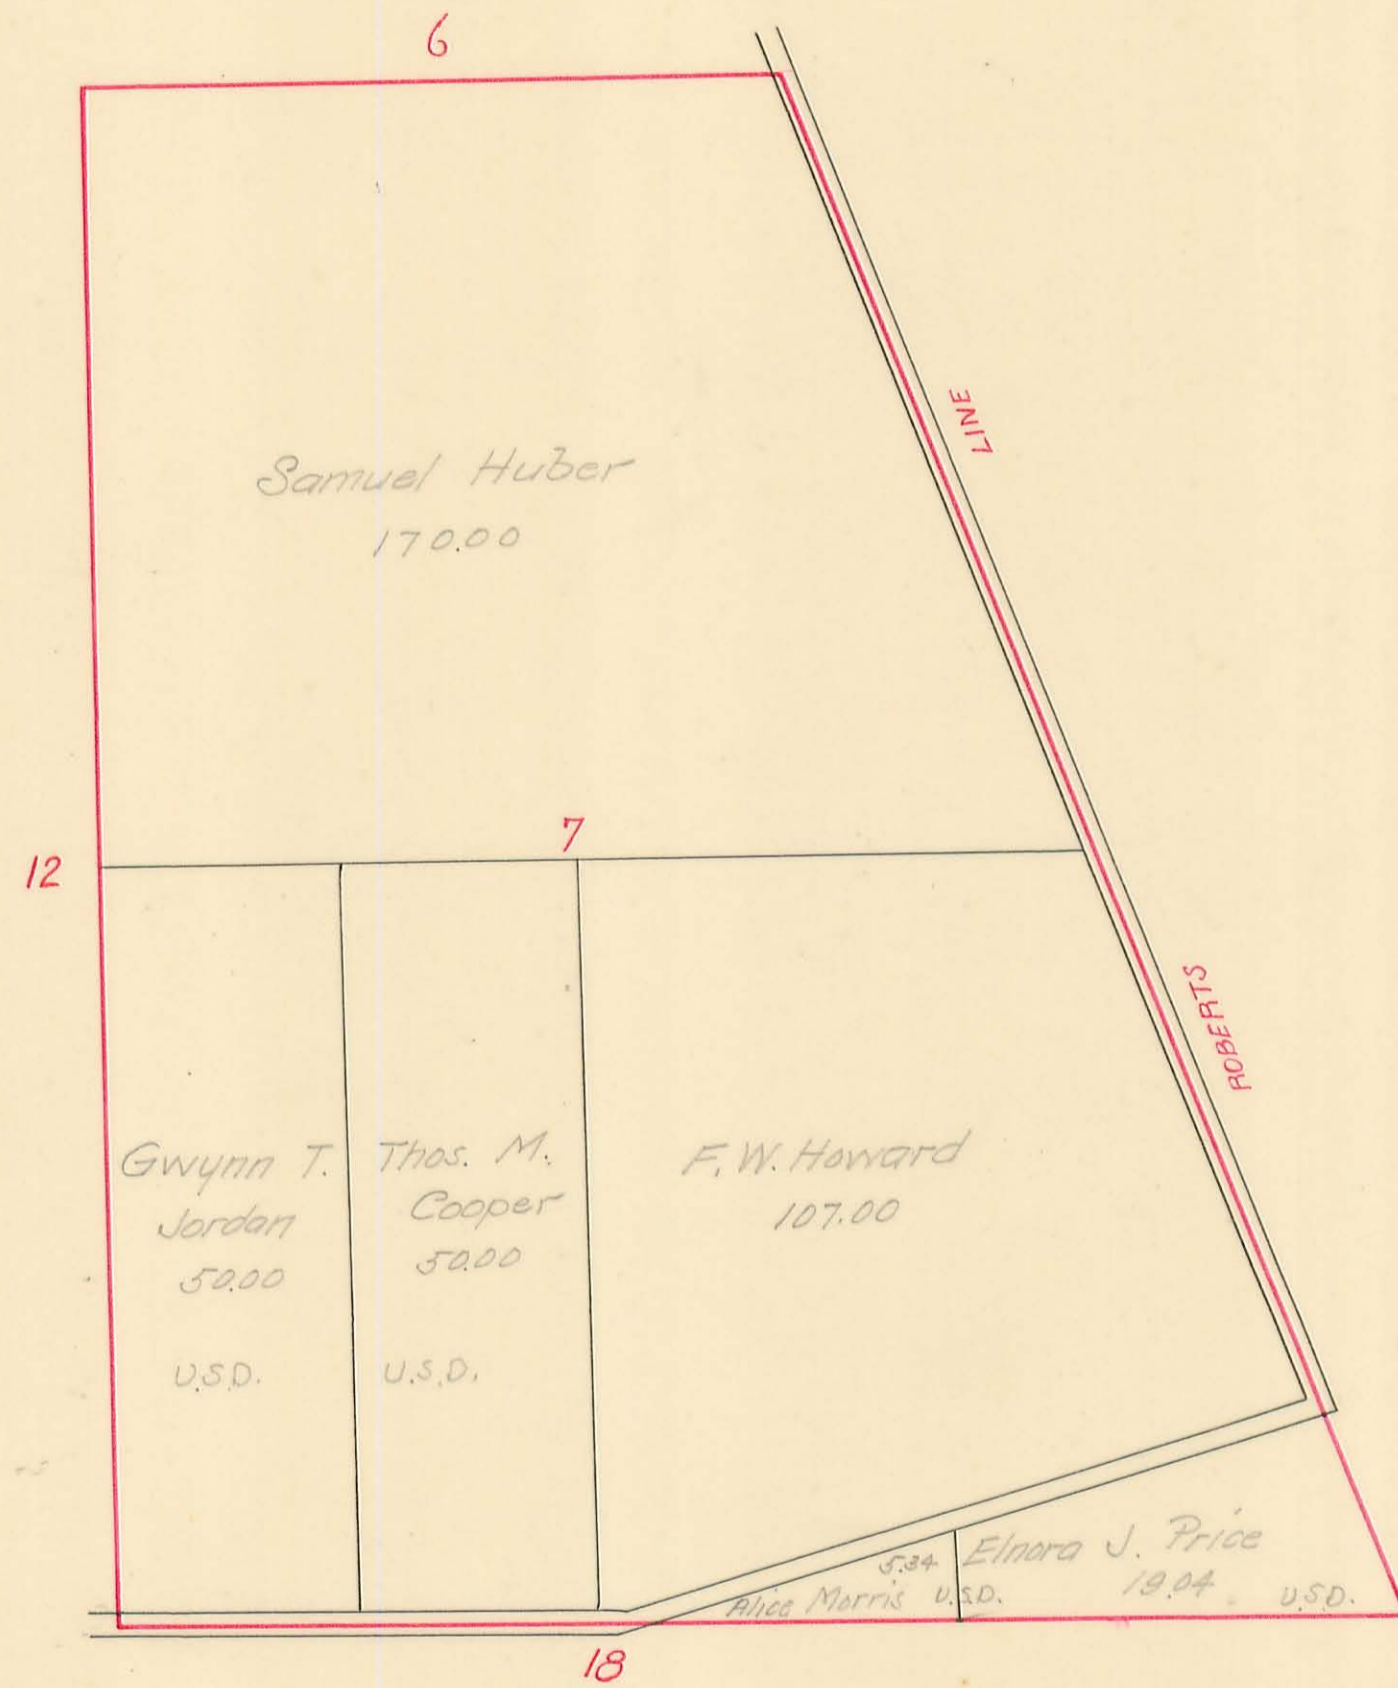 6
LINE
Samuel Huber
170.00
7
12
ROBERTS
Gwynn T.
Jordan
50.00
U.S.D.
Thos. M.
Cooper
50.00
U.S.D.
F. W. Howard
107.00
5.34
Alice Morris U.S.D.
Elnora J. Price
19.04
U.S.D.
18